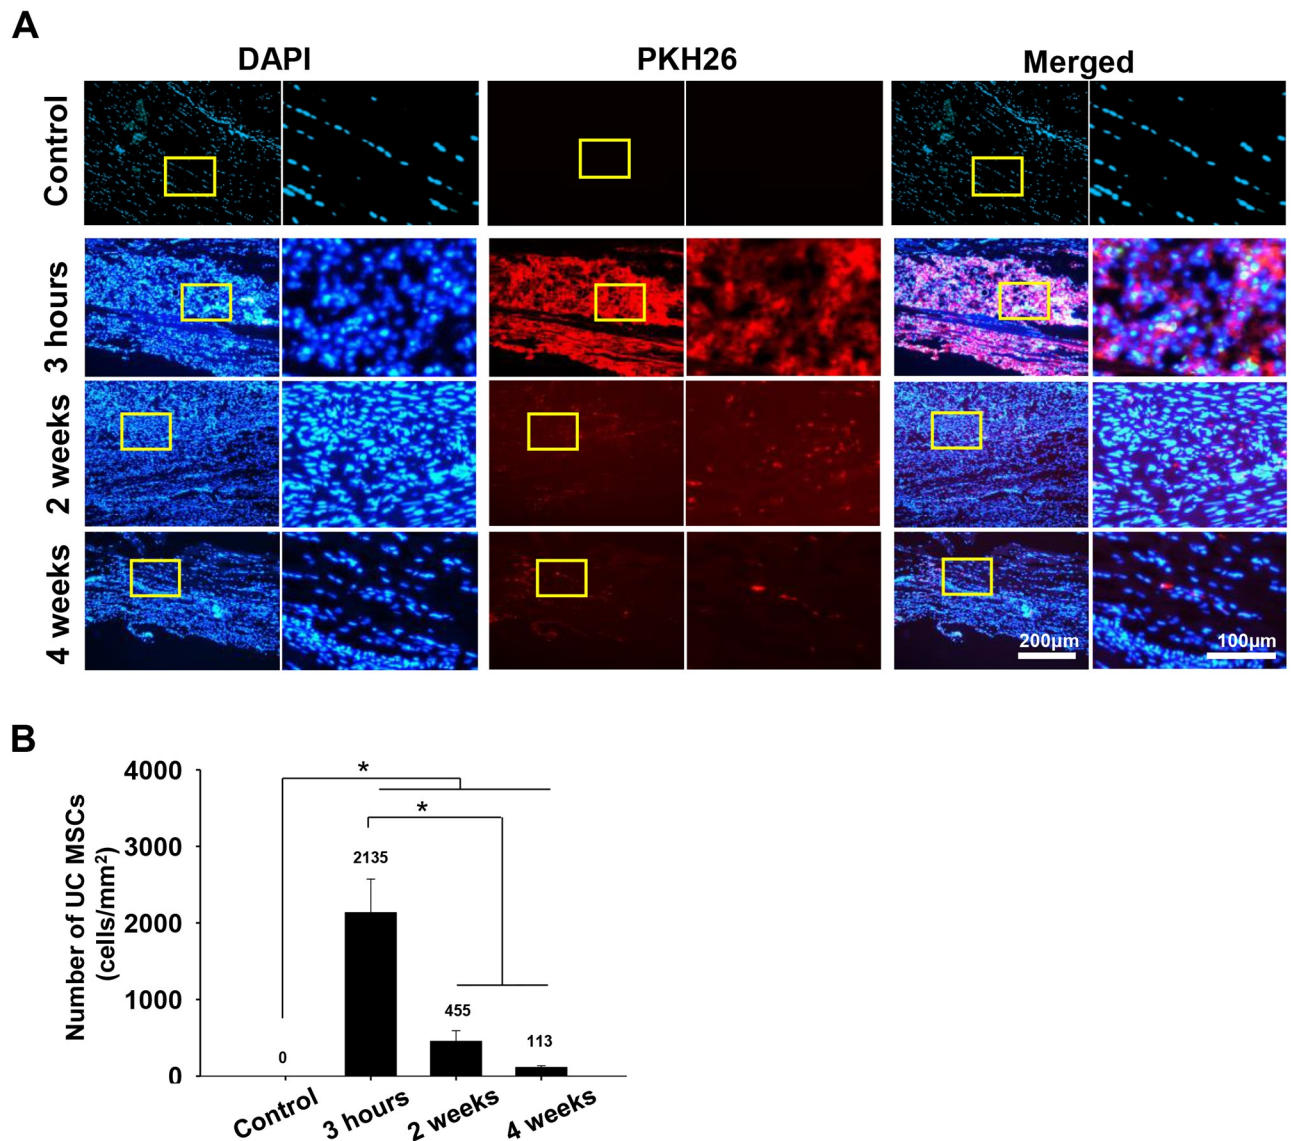 A
DAPI
PKH26
Merged
Control
3 hours
2 weeks
4 weeks
200μm
100μm
B
Number of UC MSCs
(cells/mm²)
4000
3000
2000
1000
0
*
*
0
2135
455
113
Control
3 hours
2 weeks
4 weeks